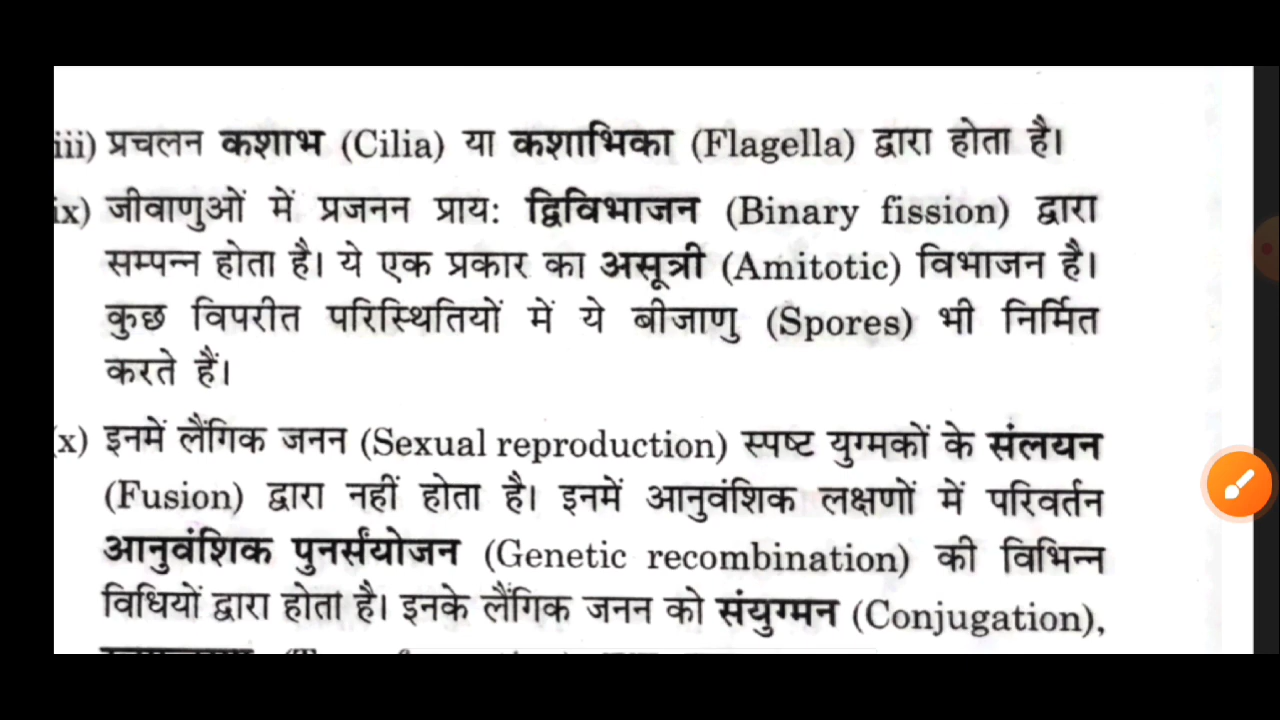 iii) प्रचलन कशाभ (Cilia) या कशाभिका (Flagella) द्वारा होता है।
ix) जीवाणुओं में प्रजनन प्राय: द्विविभाजन (Binary fission) द्वारा
सम्पन्न होता है। ये एक प्रकार का असूत्री (Amitotic) विभाजन है।
कुछ विपरीत परिस्थितियों में ये बीजाणु (Spores) भी निर्मित
करते हैं।
x) इनमें लैंगिक जनन (Sexual reproduction) स्पष्ट युग्मकों के संलयन
(Fusion) द्वारा नहीं होता है। इनमें आनुवंशिक लक्षणों में परिवर्तन
आनुवंशिक पुनर्संयोजन (Genetic recombination) की विभिन्न
विधियों द्वारा होता है। इनके लैंगिक जनन को संयुग्मन (Conjugation),